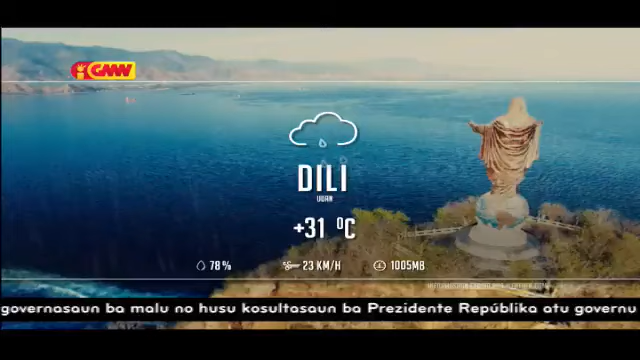 GMN
DILI
UDAN
+31 ºC
78 %
23 KM/H
1005MB
governasaun ba malu no husu kosultasaun ba Prezidente Repúblika atu governu